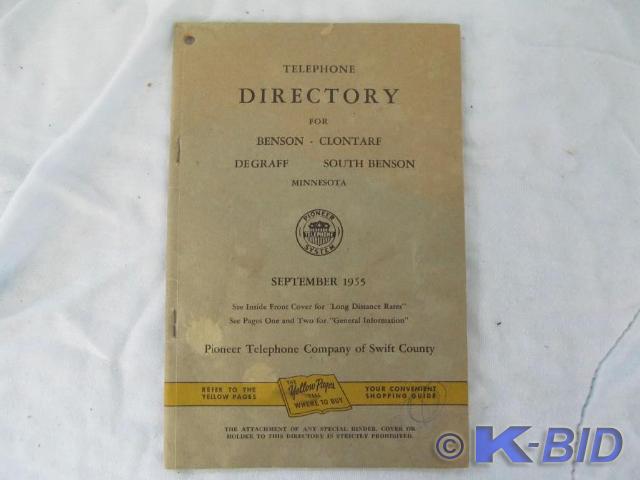 TELEPHONE
DIRECTORY
FOR
BENSON - CLONTARF
DEGRAFF SOUTH BENSON
MINNESOTA
PIONEER
TELEPHONE
SYSTEM
SEPTEMBER 1955
See Inside Front Cover for "Long Distance Rates"
See Pages One and Two for "General Information"
Pioneer Telephone Company of Swift County
REFER TO THE
YELLOW PAGES
THE
Yellow Pages
TELL
WHERE TO BUY
YOUR CONVENIENT
SHOPPING GUIDE
THE ATTACHMENT OF ANY SPECIAL BINDER, COVER OR
HOLDER TO THIS DIRECTORY IS STRICTLY PROHIBITED.
© K-BID